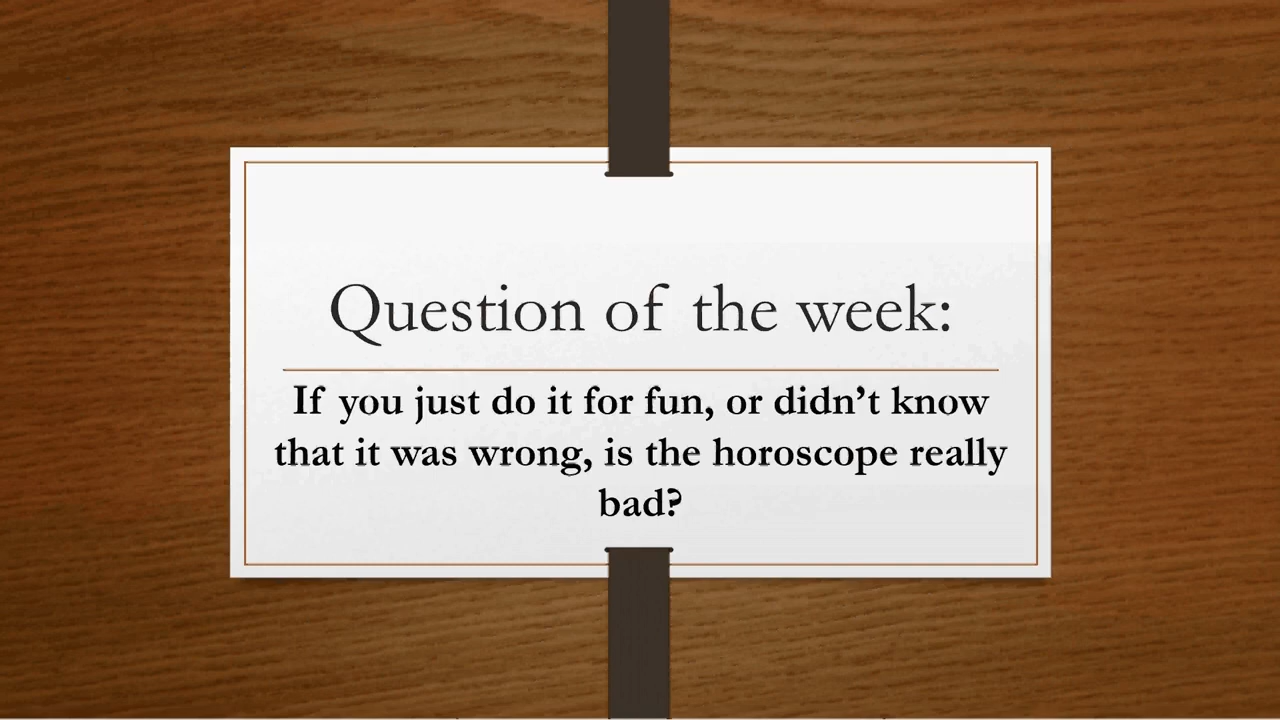 Question of the week:
If you just do it for fun, or didn’t know
that it was wrong, is the horoscope really
bad?